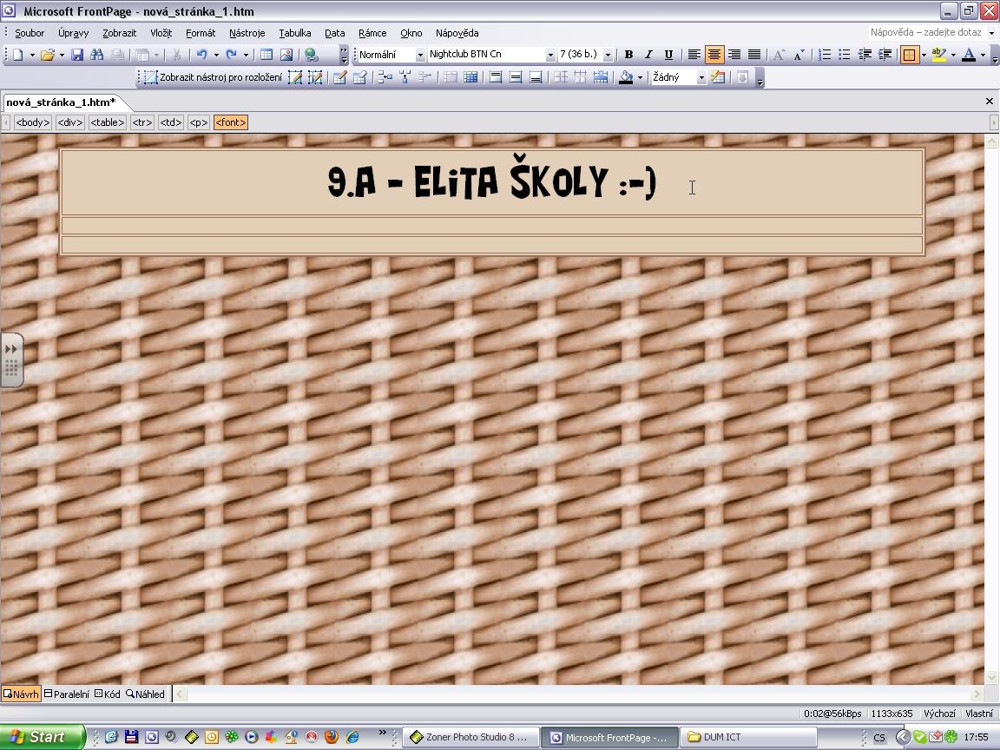 Microsoft FrontPage - nová_stránka_1.htm
Soubor Úpravy Zobrazit Vložit Formát Nástroje Tabulka Data Rámce Okno Nápověda Nápověda – zadejte dotaz
Normální Nightclub BTN Cn 7 (36 b.) B I U
Zobrazit nástroj pro rozložení Žádný
nová_stránka_1.htm*
<body> <div> <table> <tr> <td> <p> <font>
9.A - ELITA ŠKOLY :-)
Návrh Paralelní Kód Náhled
0:02@56kBps 1133x635 Výchozí Vlastní
Start Zoner Photo Studio 8 ... Microsoft FrontPage -... DUM ICT CS 17:55